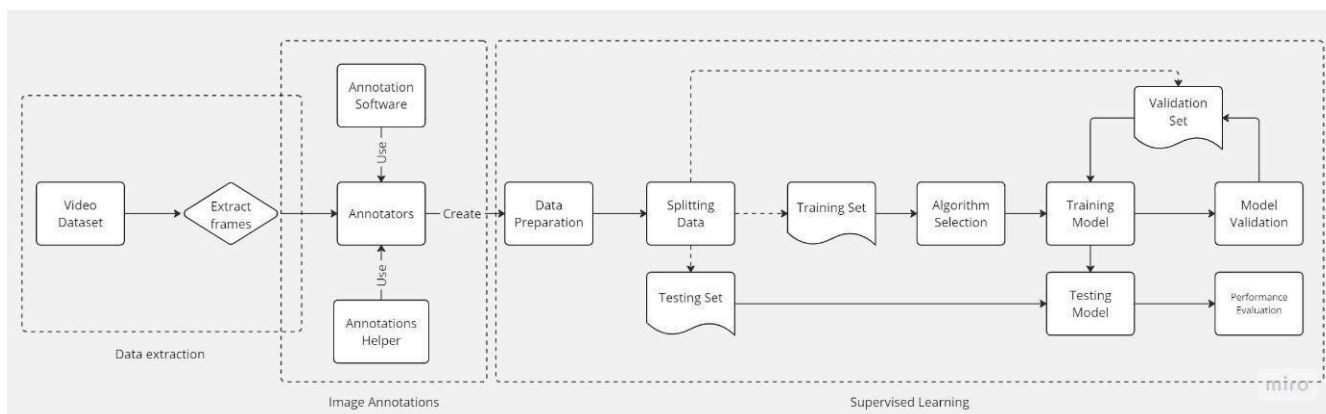 Annotation
Software
Use
Video
Dataset
Extract
frames
Annotators
Create
Data
Preparation
Splitting
Data
Training Set
Algorithm
Selection
Training
Model
Model
Validation
Validation
Set
Use
Annotations
Helper
Testing Set
Testing
Model
Performance
Evaluation
Data extraction
Image Annotations
Supervised Learning
miro